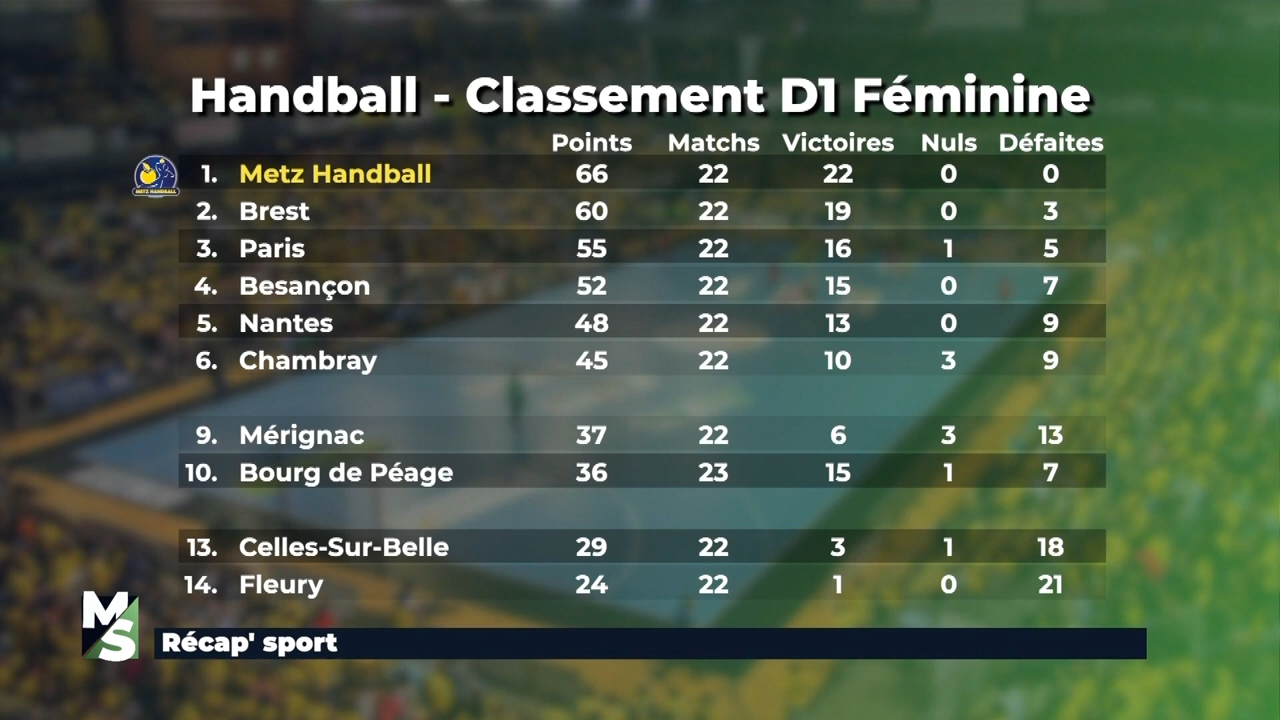 Handball - Classement D1 Féminine
Points Matchs Victoires Nuls Défaites
METZ HANDBALL
1. Metz Handball 66 22 22 0 0
2. Brest 60 22 19 0 3
3. Paris 55 22 16 1 5
4. Besançon 52 22 15 0 7
5. Nantes 48 22 13 0 9
6. Chambray 45 22 10 3 9
9. Mérignac 37 22 6 3 13
10. Bourg de Péage 36 23 15 1 7
13. Celles-Sur-Belle 29 22 3 1 18
14. Fleury 24 22 1 0 21
MS
Récap' sport